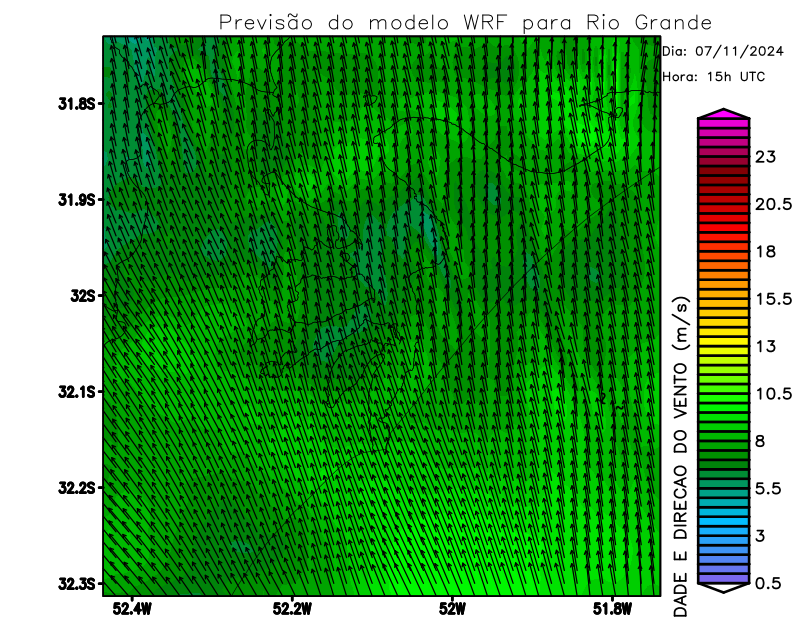 Previsão do modelo WRF para Rio Grande
Dia: 07/11/2024
Hora: 15h UTC
31.8S
31.9S
32S
32.1S
32.2S
32.3S
52.4W
52.2W
52W
51.8W
23
20.5
18
15.5
13
10.5
8
5.5
3
0.5
DADE E DIRECAO DO VENTO (m/s)